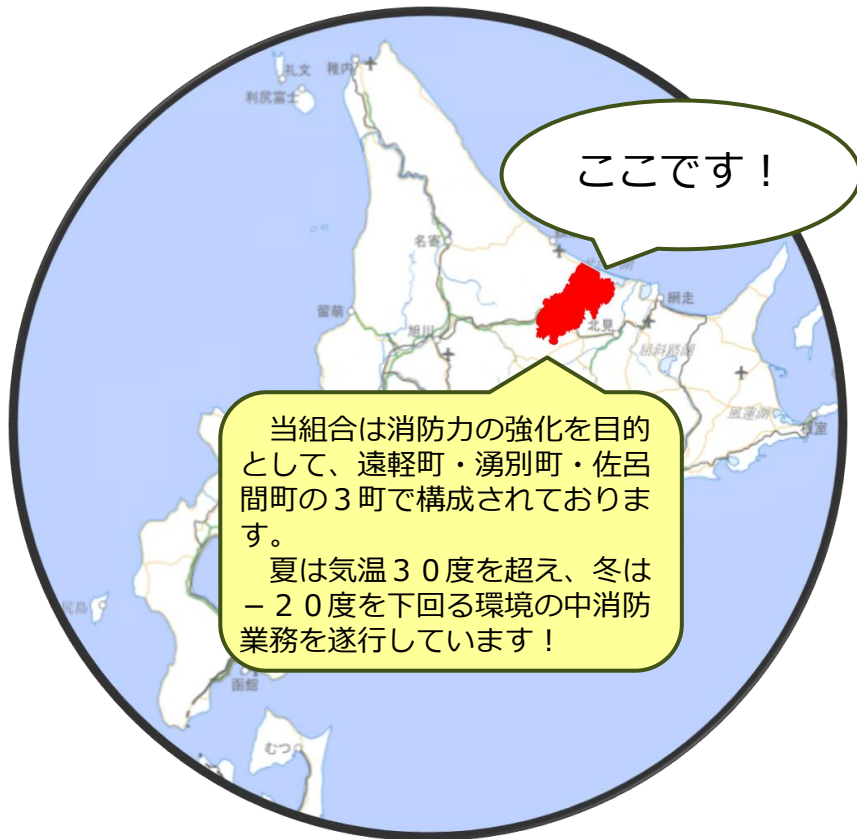 礼文
稚内
利尻富士
ここです！
名寄
網走
留萌
北見
旭川
屈斜路湖
風蓮湖
根室
　当組合は消防力の強化を目的
として、遠軽町・湧別町・佐呂
間町の３町で構成されておりま
す。
　夏は気温３０度を超え、冬は
－２０度を下回る環境の中消防
業務を遂行しています！
尻島
函館
むつ